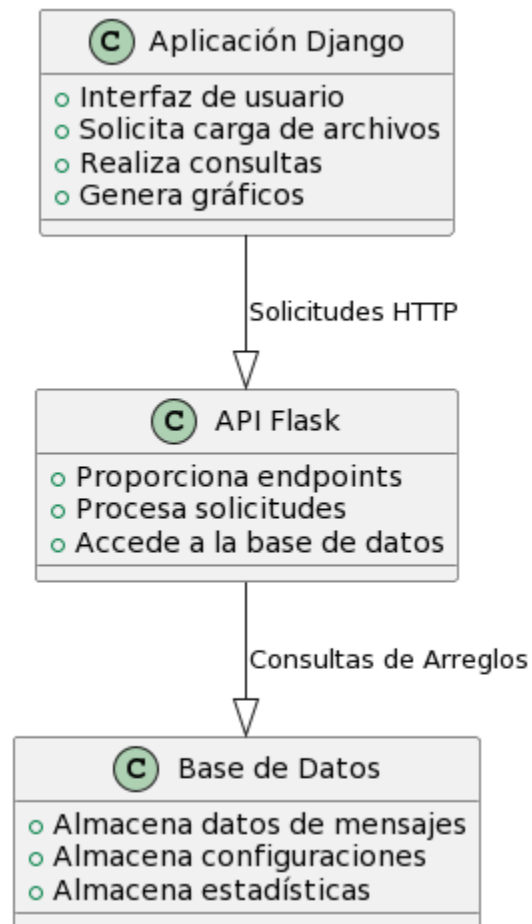 C Aplicación Django
Interfaz de usuario
Solicita carga de archivos
Realiza consultas
Genera gráficos
Solicitudes HTTP
C API Flask
Proporciona endpoints
Procesa solicitudes
Accede a la base de datos
Consultas de Arreglos
C Base de Datos
Almacena datos de mensajes
Almacena configuraciones
Almacena estadísticas